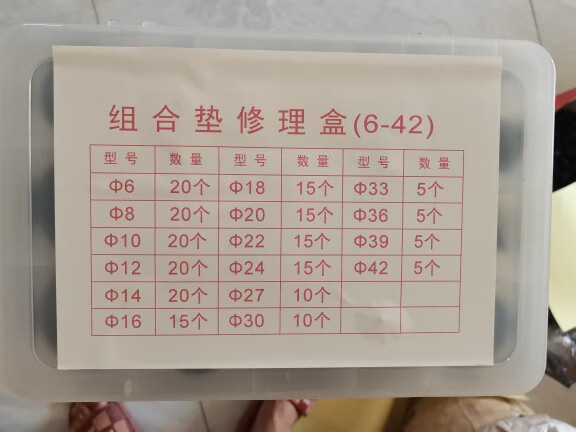 组合垫修理盒(6-42)
型号 数量 型号 数量 型号 数量
Φ6 20个 Φ18 15个 Φ33 5个
Φ8 20个 Φ20 15个 Φ36 5个
Φ10 20个 Φ22 15个 Φ39 5个
Φ12 20个 Φ24 15个 Φ42 5个
Φ14 20个 Φ27 10个
Φ16 15个 Φ30 10个